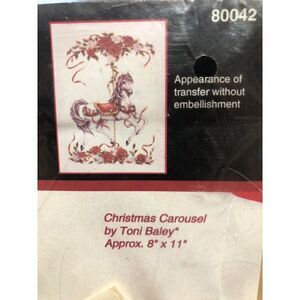 80042
Appearance of
transfer without
embellishment
Christmas Carousel
by Toni Baley*
Approx. 8" x 11"